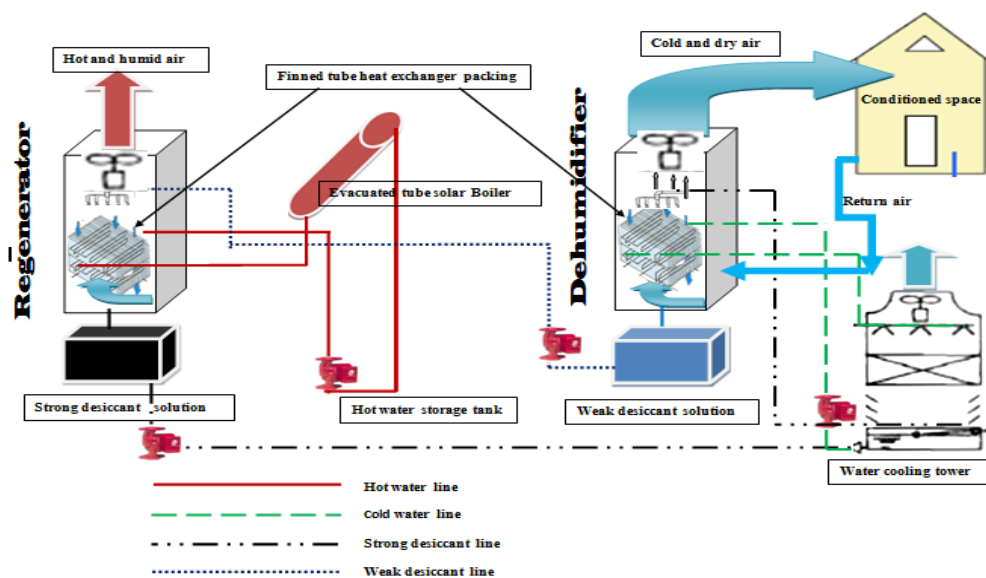 Hot and humid air
Cold and dry air
Finned tube heat exchanger packing
Conditioned space
Regenerator
Dehumidifier
Evacuated tube solar Boiler
Return air
Strong desiccant solution
Hot water storage tank
Weak desiccant solution
Water cooling tower
Hot water line
Cold water line
Strong desiccant line
Weak desiccant line